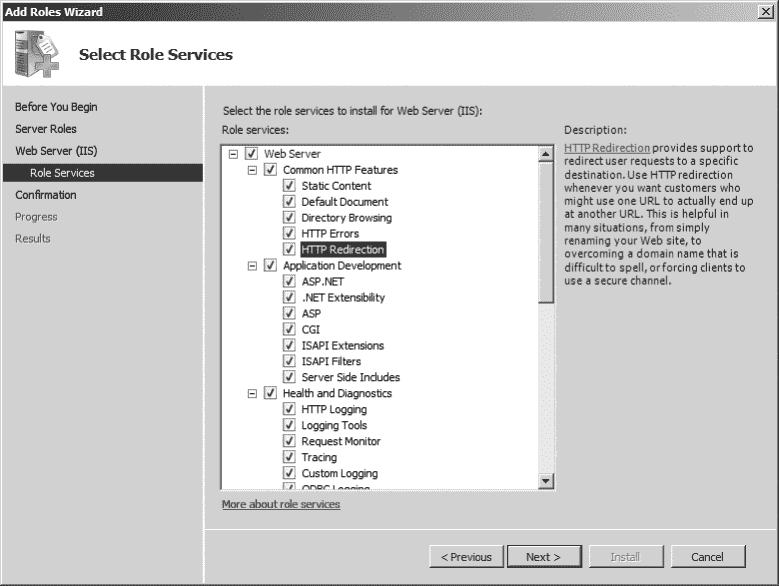 Add Roles Wizard
Select Role Services
Before You Begin
Server Roles
Web Server (IIS)
Role Services
Confirmation
Progress
Results
Select the role services to install for Web Server (IIS):
Role services:
Web Server
Common HTTP Features
Static Content
Default Document
Directory Browsing
HTTP Errors
HTTP Redirection
Application Development
ASP.NET
.NET Extensibility
ASP
CGI
ISAPI Extensions
ISAPI Filters
Server Side Includes
Health and Diagnostics
HTTP Logging
Logging Tools
Request Monitor
Tracing
Custom Logging
ODBC Logging
More about role services
Description:
HTTP Redirection provides support to
redirect user requests to a specific
destination. Use HTTP redirection
whenever you want customers who
might use one URL to actually end up
at another URL. This is helpful in
many situations, from simply
renaming your Web site, to
overcoming a domain name that is
difficult to spell, or forcing clients to
use a secure channel.
< Previous
Next >
Install
Cancel